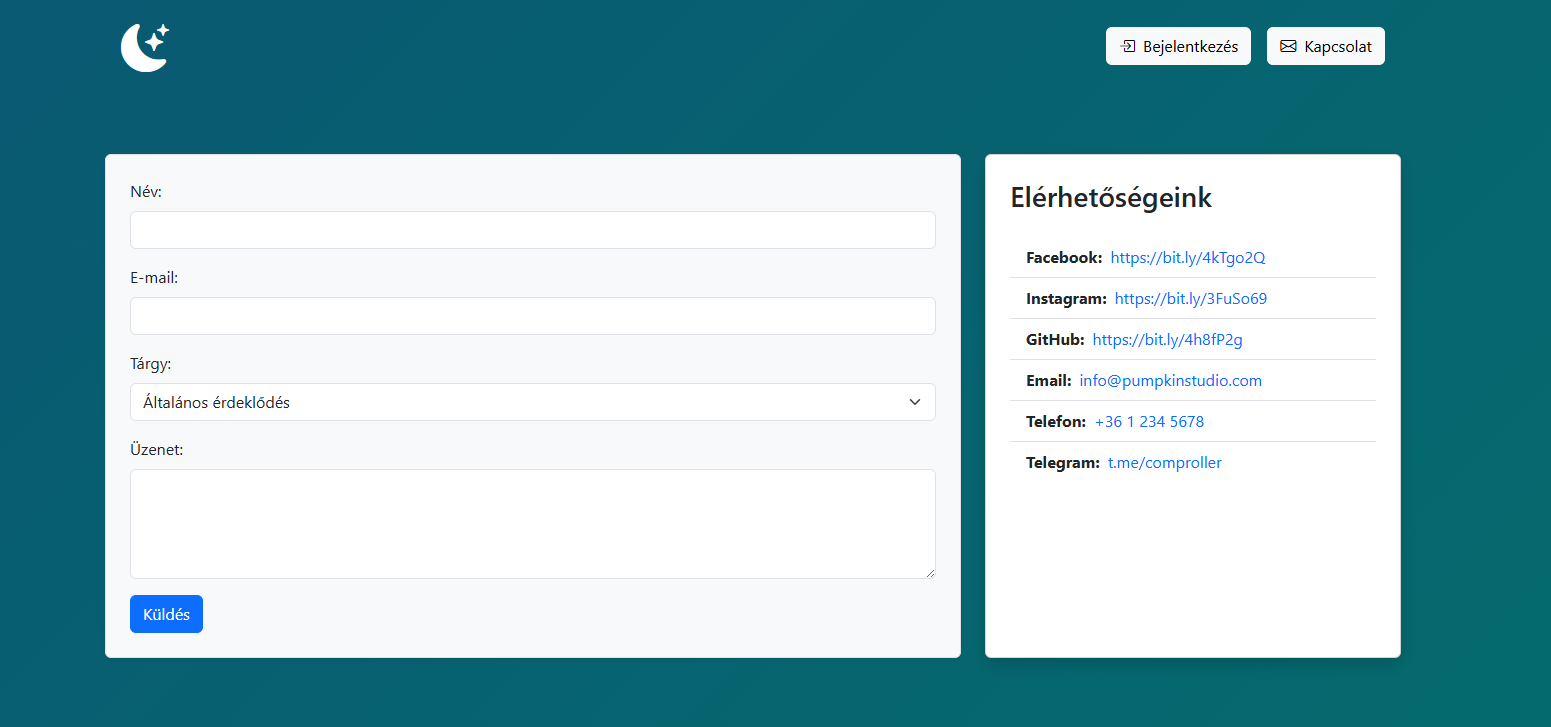 Bejelentkezés
Kapcsolat
Név:
E-mail:
Tárgy:
Általános érdeklődés
Üzenet:
Küldés
Elérhetőségeink
Facebook: https://bit.ly/4kTgo2Q
Instagram: https://bit.ly/3FuSo69
GitHub: https://bit.ly/4h8fP2g
Email: info@pumpkinstudio.com
Telefon: +36 1 234 5678
Telegram: t.me/comproller